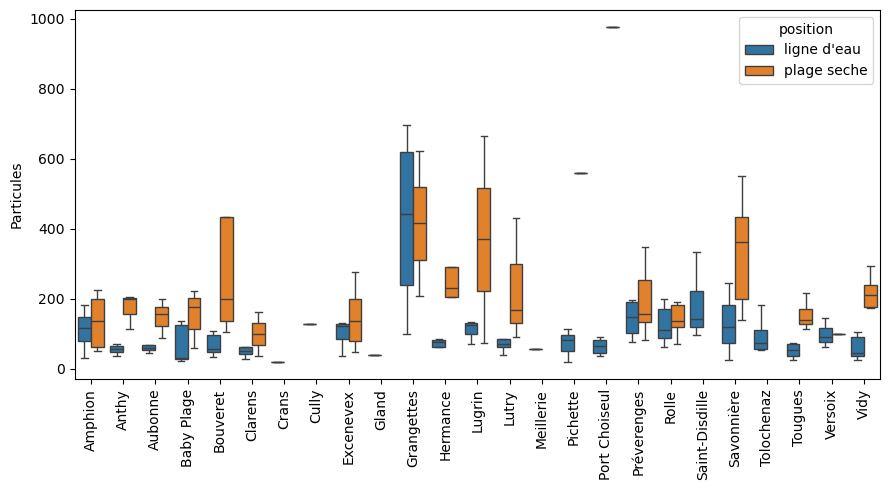 1000
800
600
400
200
0
Particules
position
ligne d'eau
plage seche
Amphion
Anthy
Aubonne
Baby Plage
Bouveret
Clarens
Crans
Cully
Excenevex
Gland
Grangettes
Hermance
Lugrin
Lutry
Meillerie
Pichette
Port Choiseul
Préverenges
Rolle
Saint-Disdille
Savonnière
Tolochenaz
Tougues
Versoix
Vidy